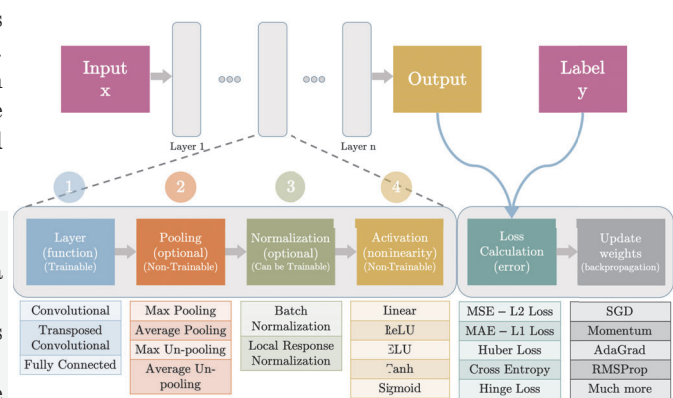 Input
x
Output
Label
y
Layer 1
Layer n
1
2
3
4
Layer
(function)
(Trainable)
Pooling
(optional)
(Non-Trainable)
Normalization
(optional)
(Can be Trainable)
Activation
(noninearity)
(Non-Trainable)
Loss
Calculation
(error)
Update
weights
(backpropagation)
Convolutional
Transposed
Convolutional
Fully Connected
Max Pooling
Average Pooling
Max Un-pooling
Average Un-
pooling
Batch
Normalization
Local Response
Normalization
Linear
ReLU
ELU
Tanh
Sigmoid
MSE – L2 Loss
MAE – L1 Loss
Huber Loss
Cross Entropy
Hinge Loss
SGD
Momentum
AdaGrad
RMSProp
Much more